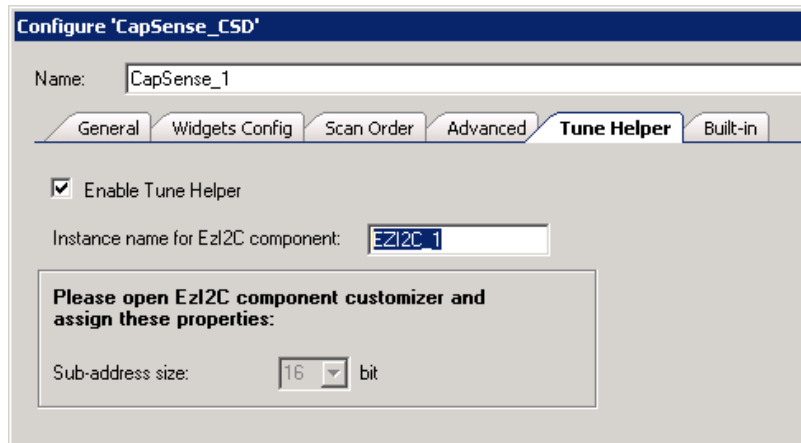 Configure 'CapSense_CSD'
Name: CapSense_1
General Widgets Config Scan Order Advanced Tune Helper Built-in
Enable Tune Helper
Instance name for EzI2C component: EZI2C_1
Please open EzI2C component customizer and
assign these properties:
Sub-address size: 16 bit